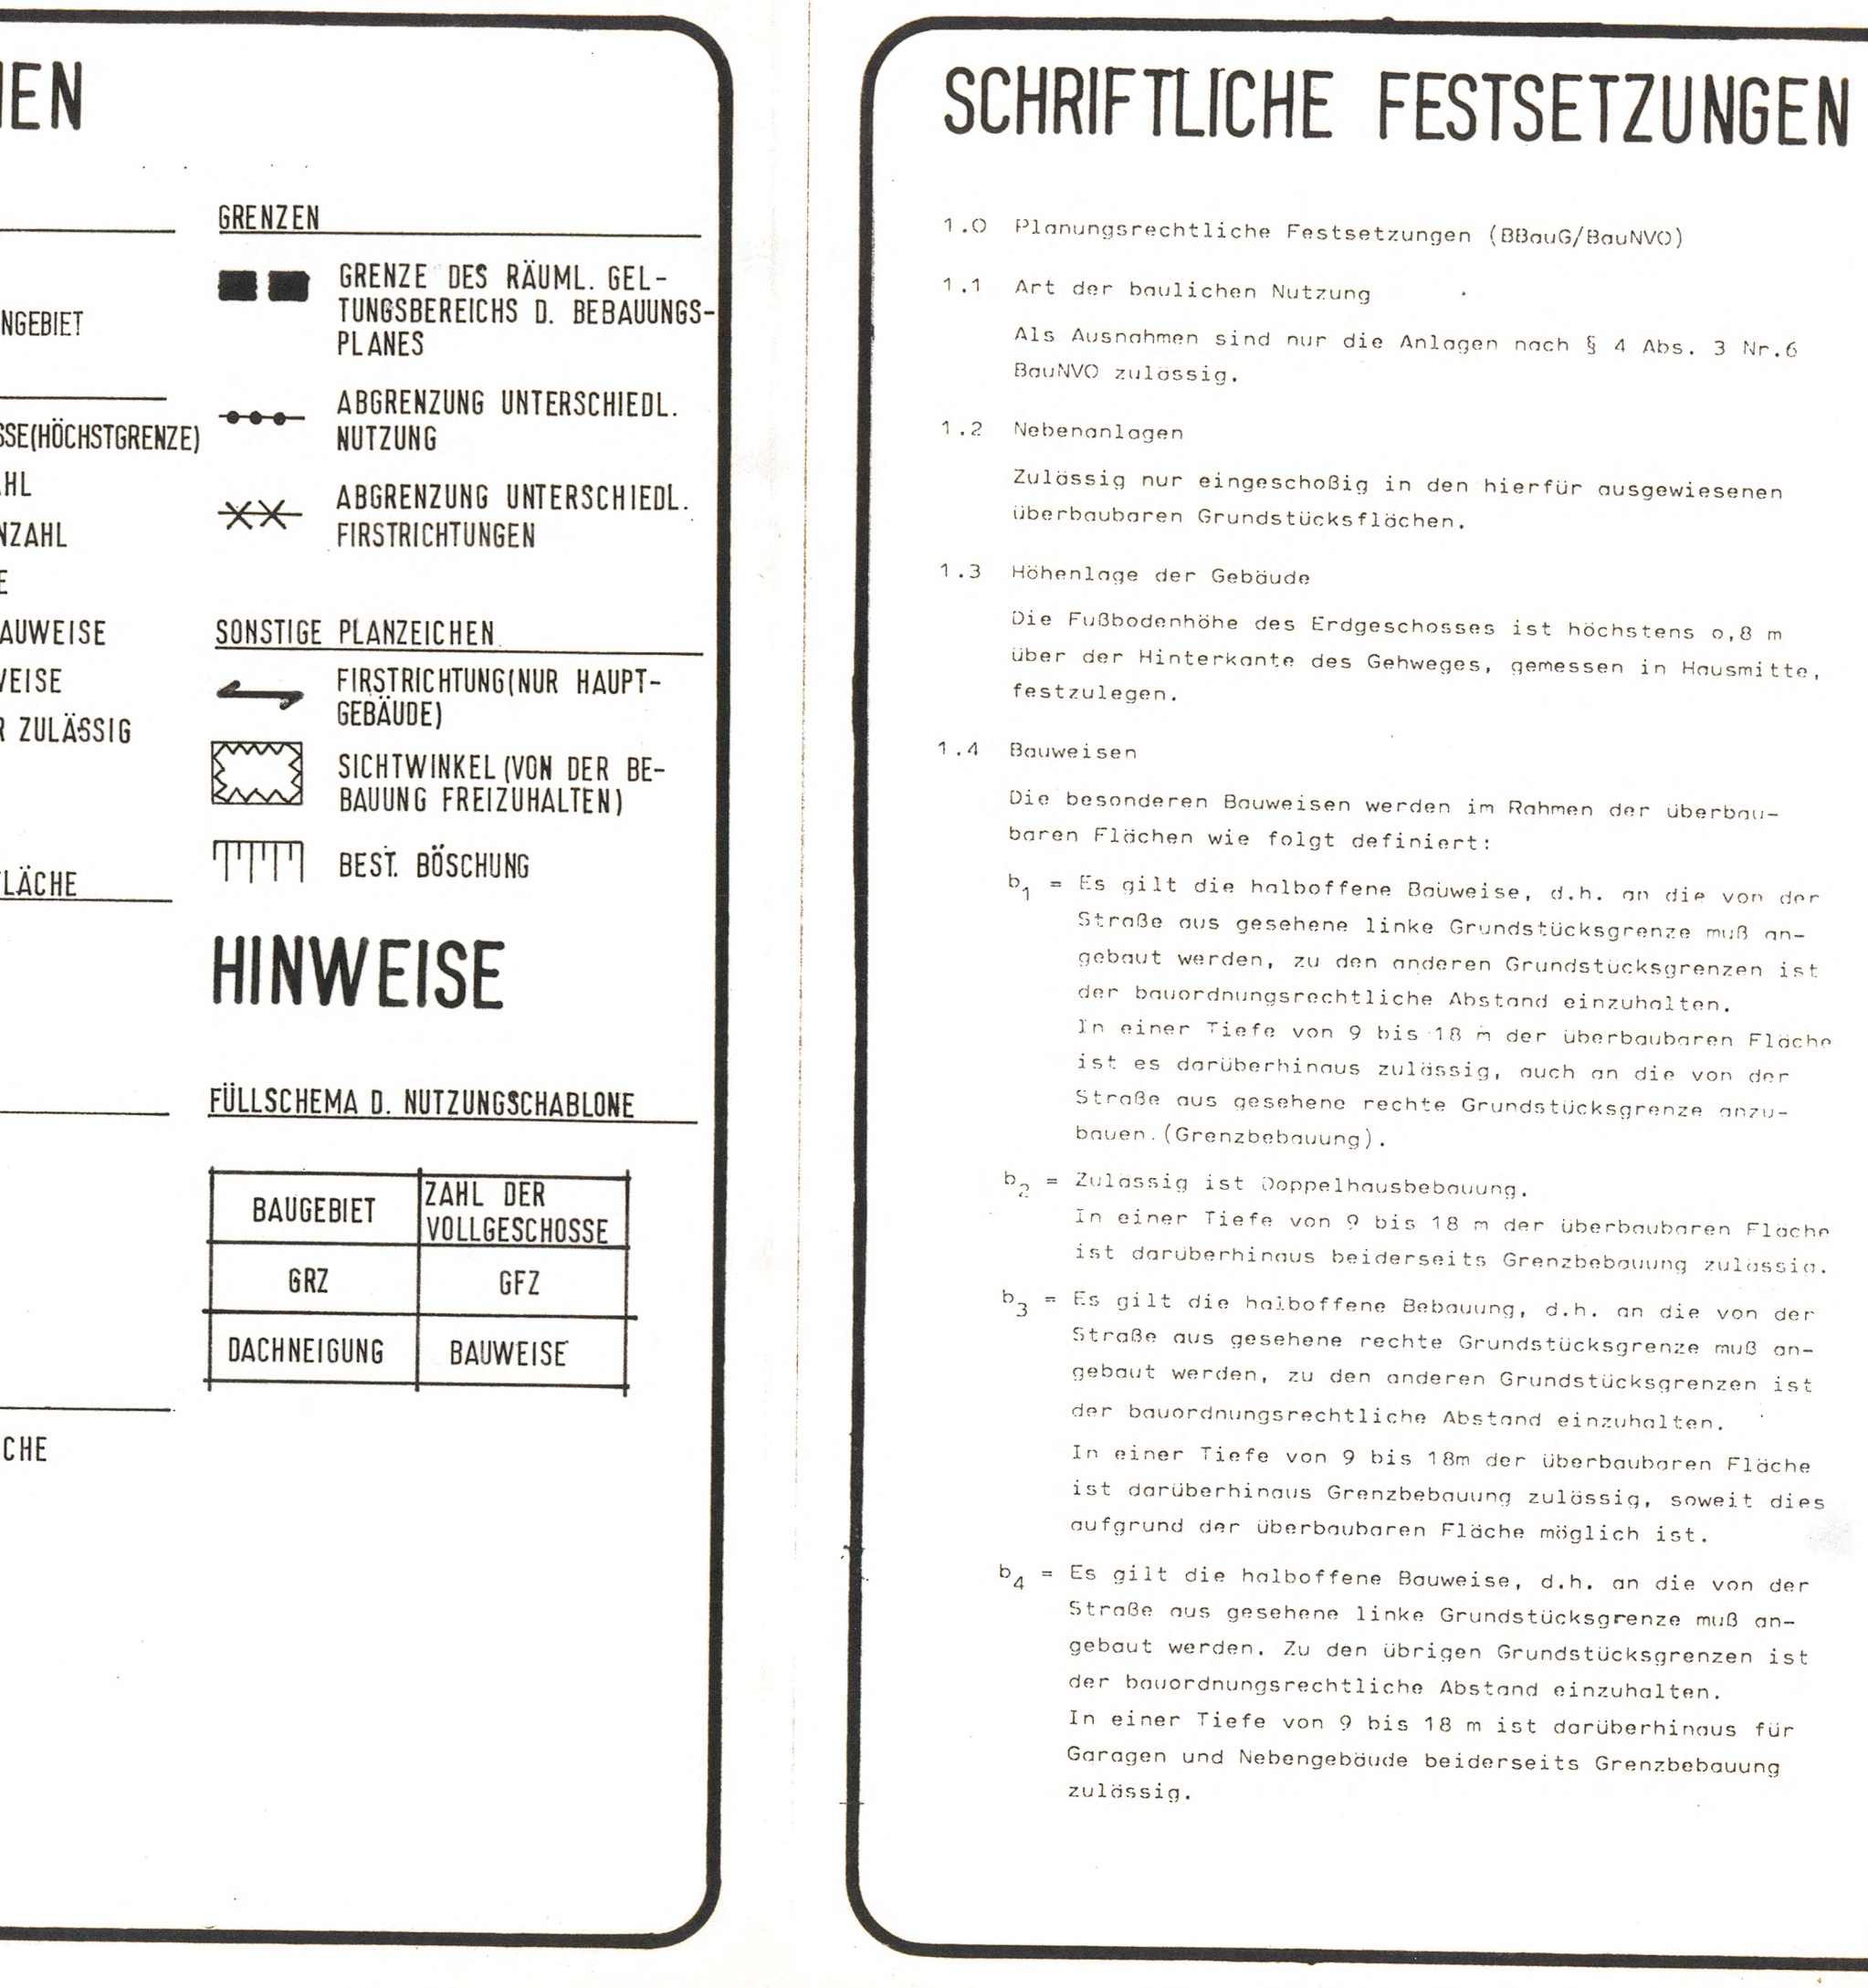 EN
NGEBIET
SSE(HÖCHSTGRENZE)
HL
NZAHL
E
AUWEISE
EISE
R ZULÄSSIG
LÄCHE
CHE
GRENZEN
GRENZE DES RÄUML. GEL-
TUNGSBEREICHS D. BEBAUUNGS-
PLANES
ABGRENZUNG UNTERSCHIEDL.
NUTZUNG
ABGRENZUNG UNTERSCHIEDL.
FIRSTRICHTUNGEN
SONSTIGE PLANZEICHEN
FIRSTRICHTUNG(NUR HAUPT-
GEBÄUDE)
SICHTWINKEL (VON DER BE-
BAUUNG FREIZUHALTEN)
BEST. BÖSCHUNG
HINWEISE
FÜLLSCHEMA D. NUTZUNGSCHABLONE
BAUGEBIET
ZAHL DER
VOLLGESCHOSSE
GRZ
GFZ
DACHNEIGUNG
BAUWEISE
SCHRIFTLICHE FESTSETZUNGEN
1.0 Planungsrechtliche Festsetzungen (BBauG/BauNVO)
1.1 Art der baulichen Nutzung
Als Ausnahmen sind nur die Anlagen nach § 4 Abs. 3 Nr.6
BauNVO zulässig.
1.2 Nebenanlagen
Zulässig nur eingeschoßig in den hierfür ausgewiesenen
überbaubaren Grundstücksflächen.
1.3 Höhenlage der Gebäude
Die Fußbodenhöhe des Erdgeschosses ist höchstens o,8 m
über der Hinterkante des Gehweges, gemessen in Hausmitte,
festzulegen.
1.4 Bauweisen
Die besonderen Bauweisen werden im Rahmen der überbau-
baren Flächen wie folgt definiert:
b1 = Es gilt die halboffene Bauweise, d.h. an die von der
Straße aus gesehene linke Grundstücksgrenze muß an-
gebaut werden, zu den anderen Grundstücksgrenzen ist
der bauordnungsrechtliche Abstand einzuhalten.
In einer Tiefe von 9 bis 18 m der überbaubaren Fläche
ist es darüberhinaus zulässig, auch an die von der
Straße aus gesehene rechte Grundstücksgrenze anzu-
bauen.(Grenzbebauung).
b2 = Zulässig ist Doppelhausbebauung.
In einer Tiefe von 9 bis 18 m der überbaubaren Fläche
ist darüberhinaus beiderseits Grenzbebauung zulässig.
b3 = Es gilt die halboffene Bebauung, d.h. an die von der
Straße aus gesehene rechte Grundstücksgrenze muß an-
gebaut werden, zu den anderen Grundstücksgrenzen ist
der bauordnungsrechtliche Abstand einzuhalten.
In einer Tiefe von 9 bis 18m der überbaubaren Fläche
ist darüberhinaus Grenzbebauung zulässig, soweit dies
aufgrund der überbaubaren Fläche möglich ist.
b4 = Es gilt die halboffene Bauweise, d.h. an die von der
Straße aus gesehene linke Grundstücksgrenze muß an-
gebaut werden. Zu den übrigen Grundstücksgrenzen ist
der bauordnungsrechtliche Abstand einzuhalten.
In einer Tiefe von 9 bis 18 m ist darüberhinaus für
Garagen und Nebengebäude beiderseits Grenzbebauung
zulässig.